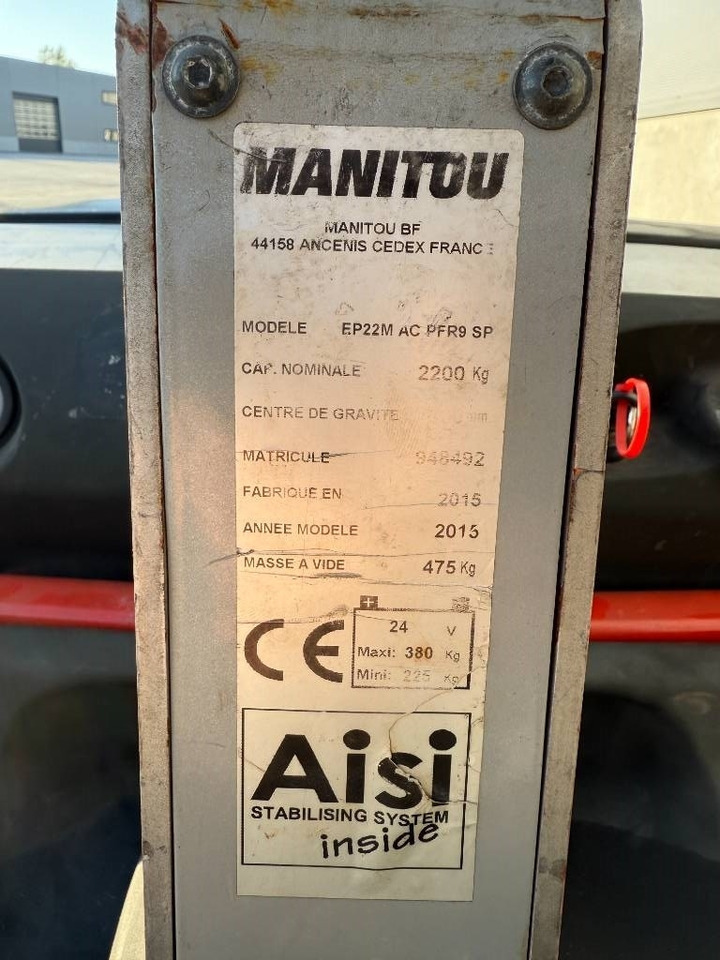 MANITOU
MANITOU BF
44158 ANCENIS CEDEX FRANCE
MODELE EP22M AC PFR9 SP
CAP. NOMINALE 2200 Kg
CENTRE DE GRAVITE mm
MATRICULE 948492
FABRIQUE EN 2015
ANNEE MODELE 2015
MASSE A VIDE 475 Kg
CE
24 V
Maxi: 380 Kg
Mini: 225 Kg
Aisi
STABILISING SYSTEM
inside